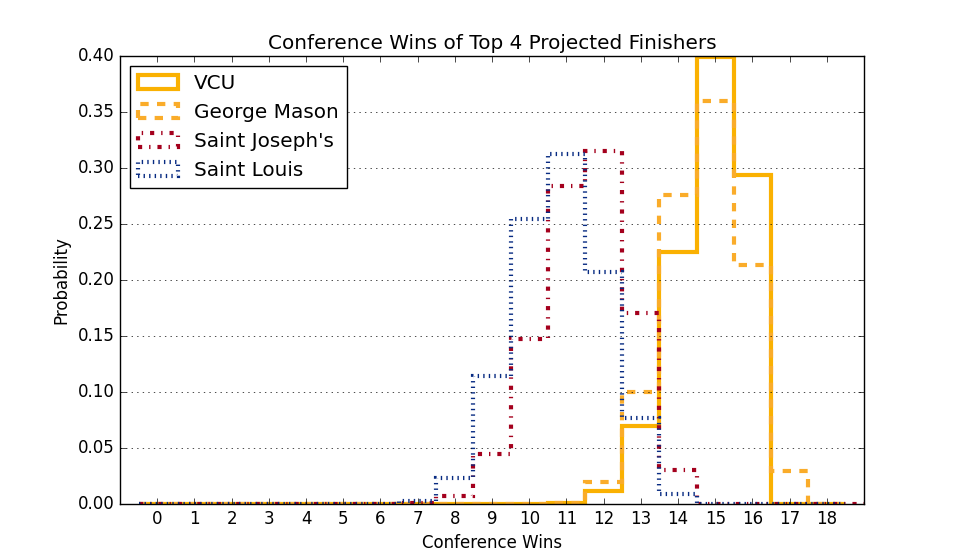 Conference Wins of Top 4 Projected Finishers
0.40
0.35
0.30
0.25
0.20
0.15
0.10
0.05
0.00
Probability
VCU
George Mason
Saint Joseph's
Saint Louis
0 1 2 3 4 5 6 7 8 9 10 11 12 13 14 15 16 17 18
Conference Wins